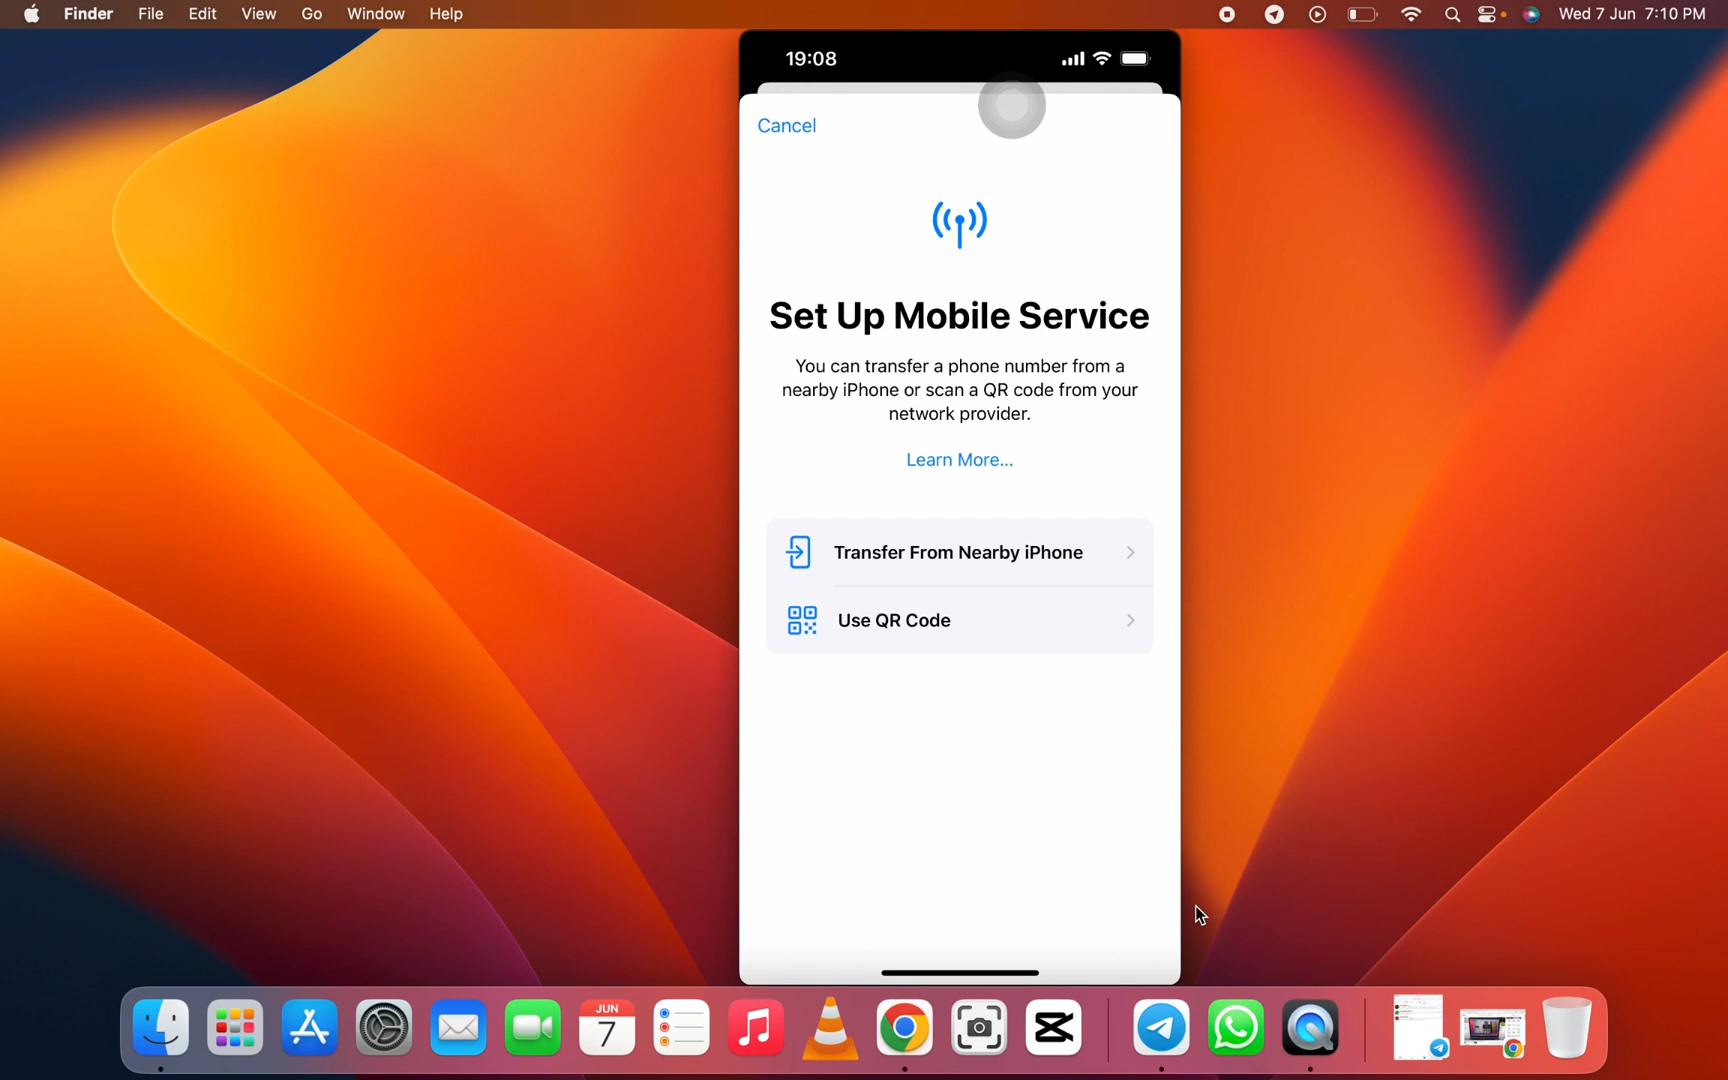 Finder File Edit View Go Window Help Wed 7 Jun 7:10 PM
19:08
Cancel
Set Up Mobile Service
You can transfer a phone number from a
nearby iPhone or scan a QR code from your
network provider.
Learn More...
Transfer From Nearby iPhone
Use QR Code
JUN
7